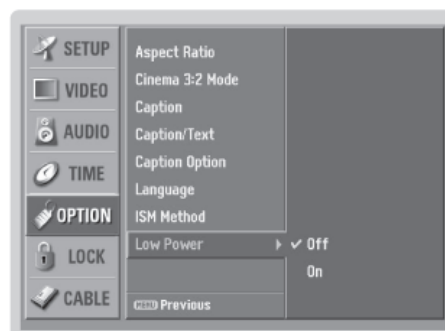 SETUP
VIDEO
AUDIO
TIME
OPTION
LOCK
CABLE
Aspect Ratio
Cinema 3:2 Mode
Caption
Caption/Text
Caption Option
Language
ISM Method
Low Power
Off
On
MENU Previous